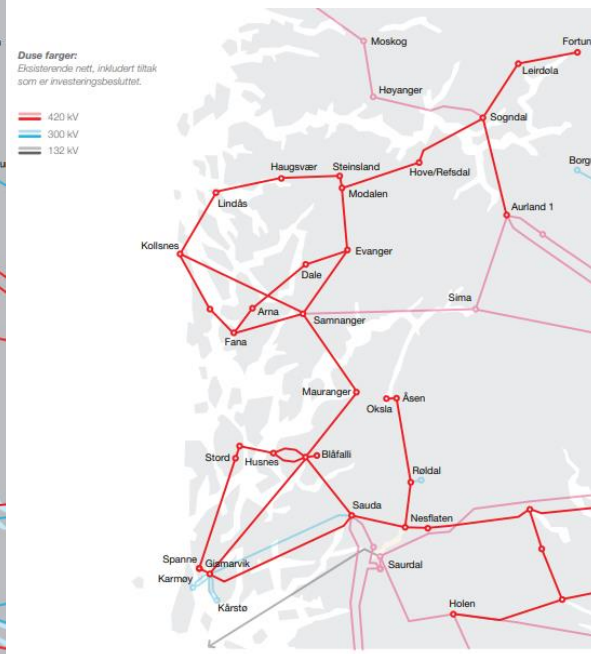 Duse farger:
Eksisterende nett, inkludert tiltak
som er investeringsbesluttet.
420 kV
300 kV
132 kV
Moskog
Fortun
Leirdøla
Høyanger
Sogndal
Haugsvær
Steinsland
Hove/Refsdal
Modalen
Lindås
Aurland 1
Kollsnes
Evanger
Dale
Sima
Arna
Samnanger
Fana
Mauranger
Oksla
Åsen
Stord
Husnes
Blåfalli
Røldal
Sauda
Nesflaten
Spanne
Gismarvik
Karmøy
Saurdal
Kårstø
Holen